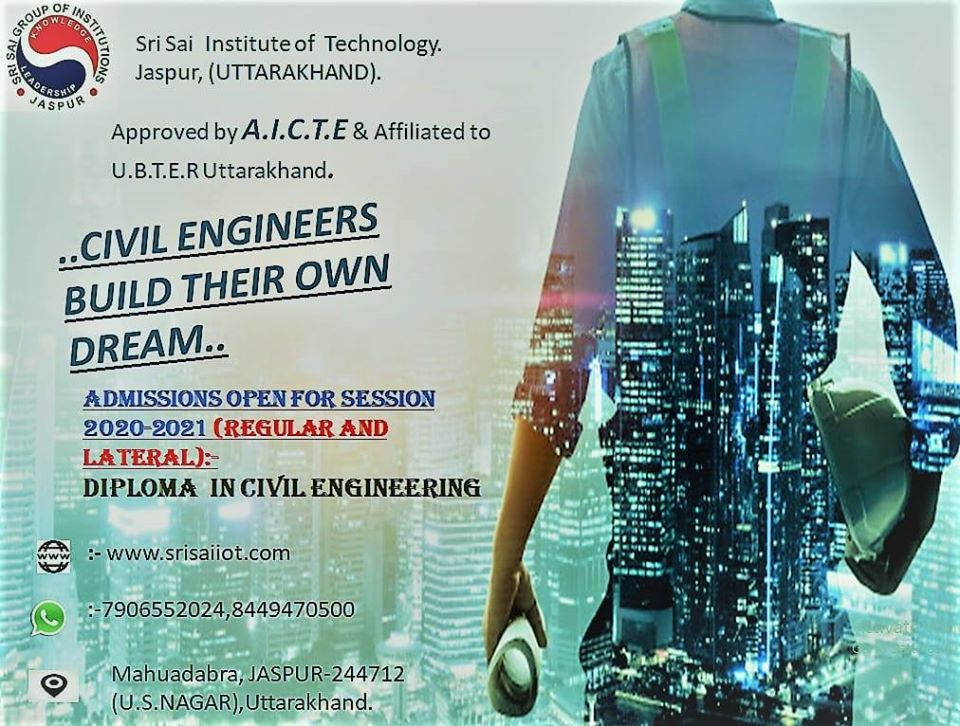 SRI SAI GROUP OF INSTITUTIONS
KNOWLEDGE
LEADERSHIP
JASPUR
Sri Sai Institute of Technology.
Jaspur, (UTTARAKHAND).
Approved by A.I.C.T.E & Affiliated to
U.B.T.E.R Uttarakhand.
..CIVIL ENGINEERS
BUILD THEIR OWN
DREAM..
ADMISSIONS OPEN FOR SESSION
2020-2021 (REGULAR AND
LATERAL):-
DIPLOMA IN CIVIL ENGINEERING
WWW :- www.srisaiiot.com
:-7906552024,8449470500
Mahuadabra, JASPUR-244712
(U.S.NAGAR),Uttarakhand.